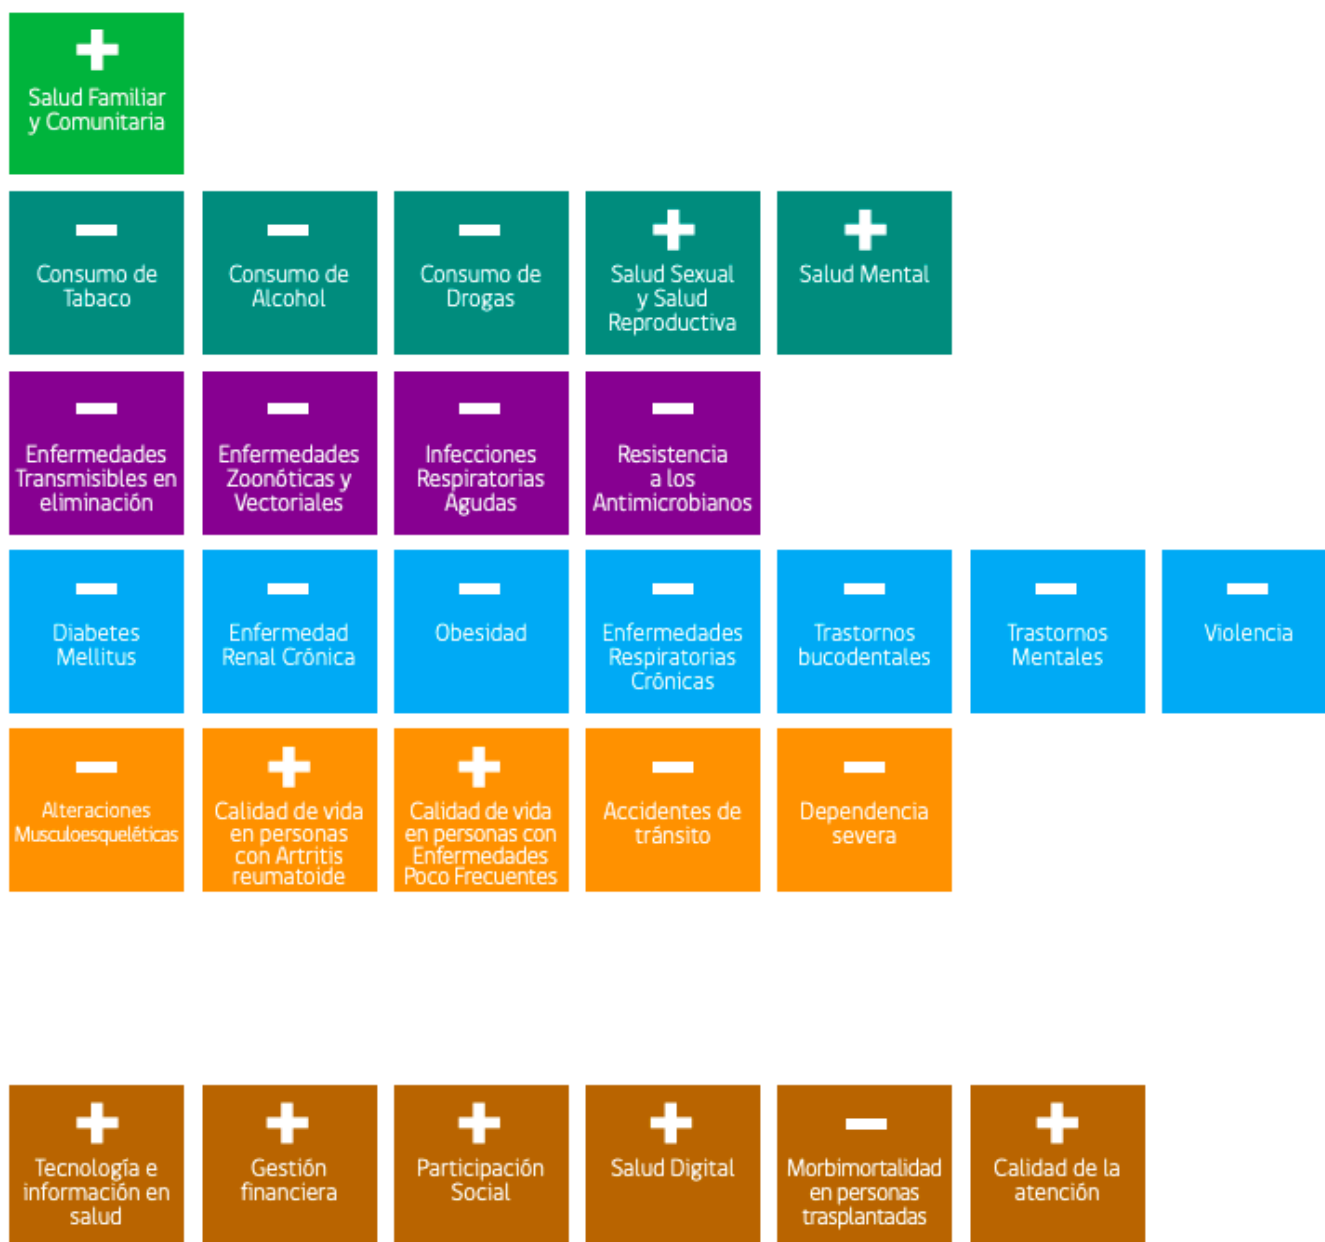 Salud Familiar
y Comunitaria
Consumo de
Tabaco
Consumo de
Alcohol
Consumo de
Drogas
Salud Sexual
y Salud
Reproductiva
Salud Mental
Enfermedades
Transmisibles en
eliminación
Enfermedades
Zoonóticas y
Vectoriales
Infecciones
Respiratorias
Agudas
Resistencia
a los
Antimicrobianos
Diabetes
Mellitus
Enfermedad
Renal Crónica
Obesidad
Enfermedades
Respiratorias
Crónicas
Trastornos
bucodentales
Trastornos
Mentales
Violencia
Alteraciones
Musculoesqueléticas
Calidad de vida
en personas
con Artritis
reumatoide
Calidad de vida
en personas con
Enfermedades
Poco Frecuentes
Accidentes de
tránsito
Dependencia
severa
Tecnología e
información en
salud
Gestión
financiera
Participación
Social
Salud Digital
Morbimortalidad
en personas
trasplantadas
Calidad de la
atención